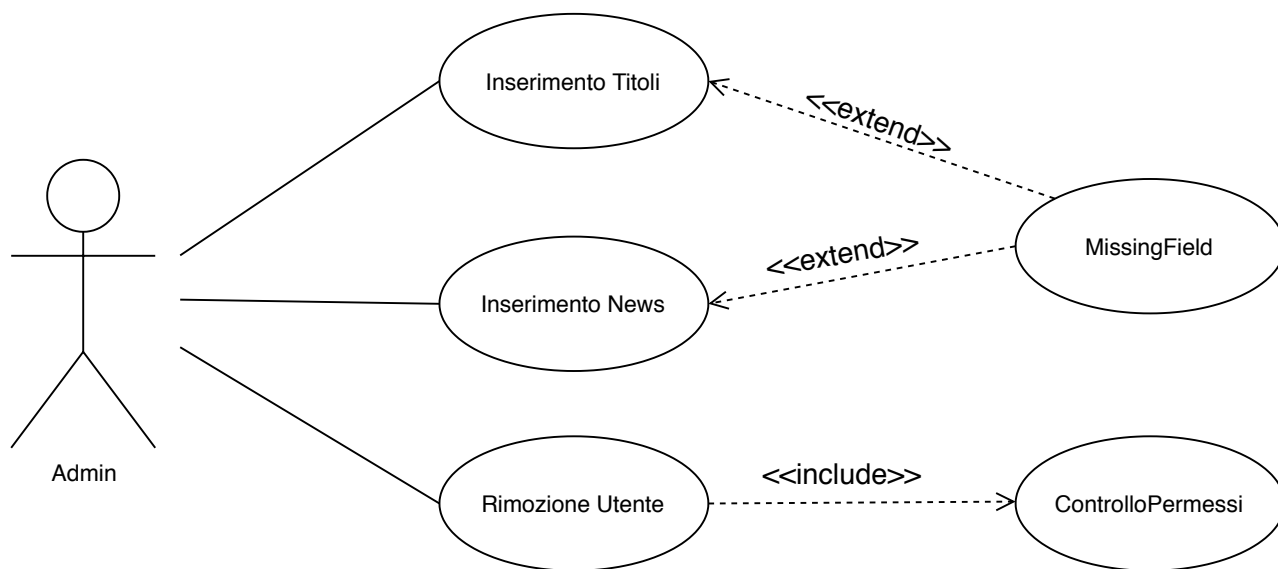 Inserimento Titoli
<<extend>>
MissingField
<<extend>>
Inserimento News
Admin
Rimozione Utente
<<include>>
ControlloPermessi